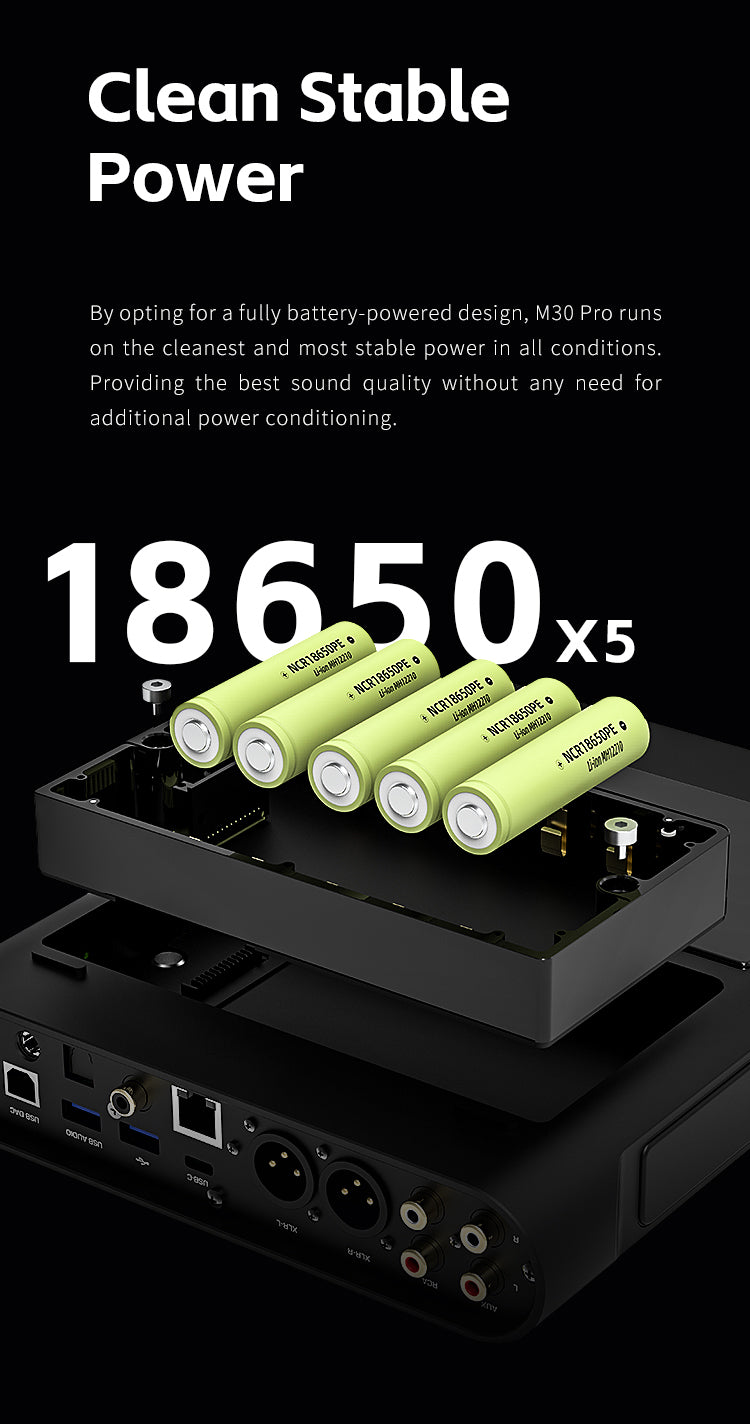 Clean Stable
Power
By opting for a fully battery-powered design, M30 Pro runs
on the cleanest and most stable power in all conditions.
Providing the best sound quality without any need for
additional power conditioning.
18650 x5
+ NCR18650PE -
Li-ion MH12210
+ NCR18650PE -
Li-ion MH12210
+ NCR18650PE -
Li-ion MH12210
+ NCR18650PE -
Li-ion MH12210
+ NCR18650PE -
Li-ion MH12210
USB DAC
USB AUDIO
USB-C
XLR-L
XLR-R
RCA
AUX
R
L